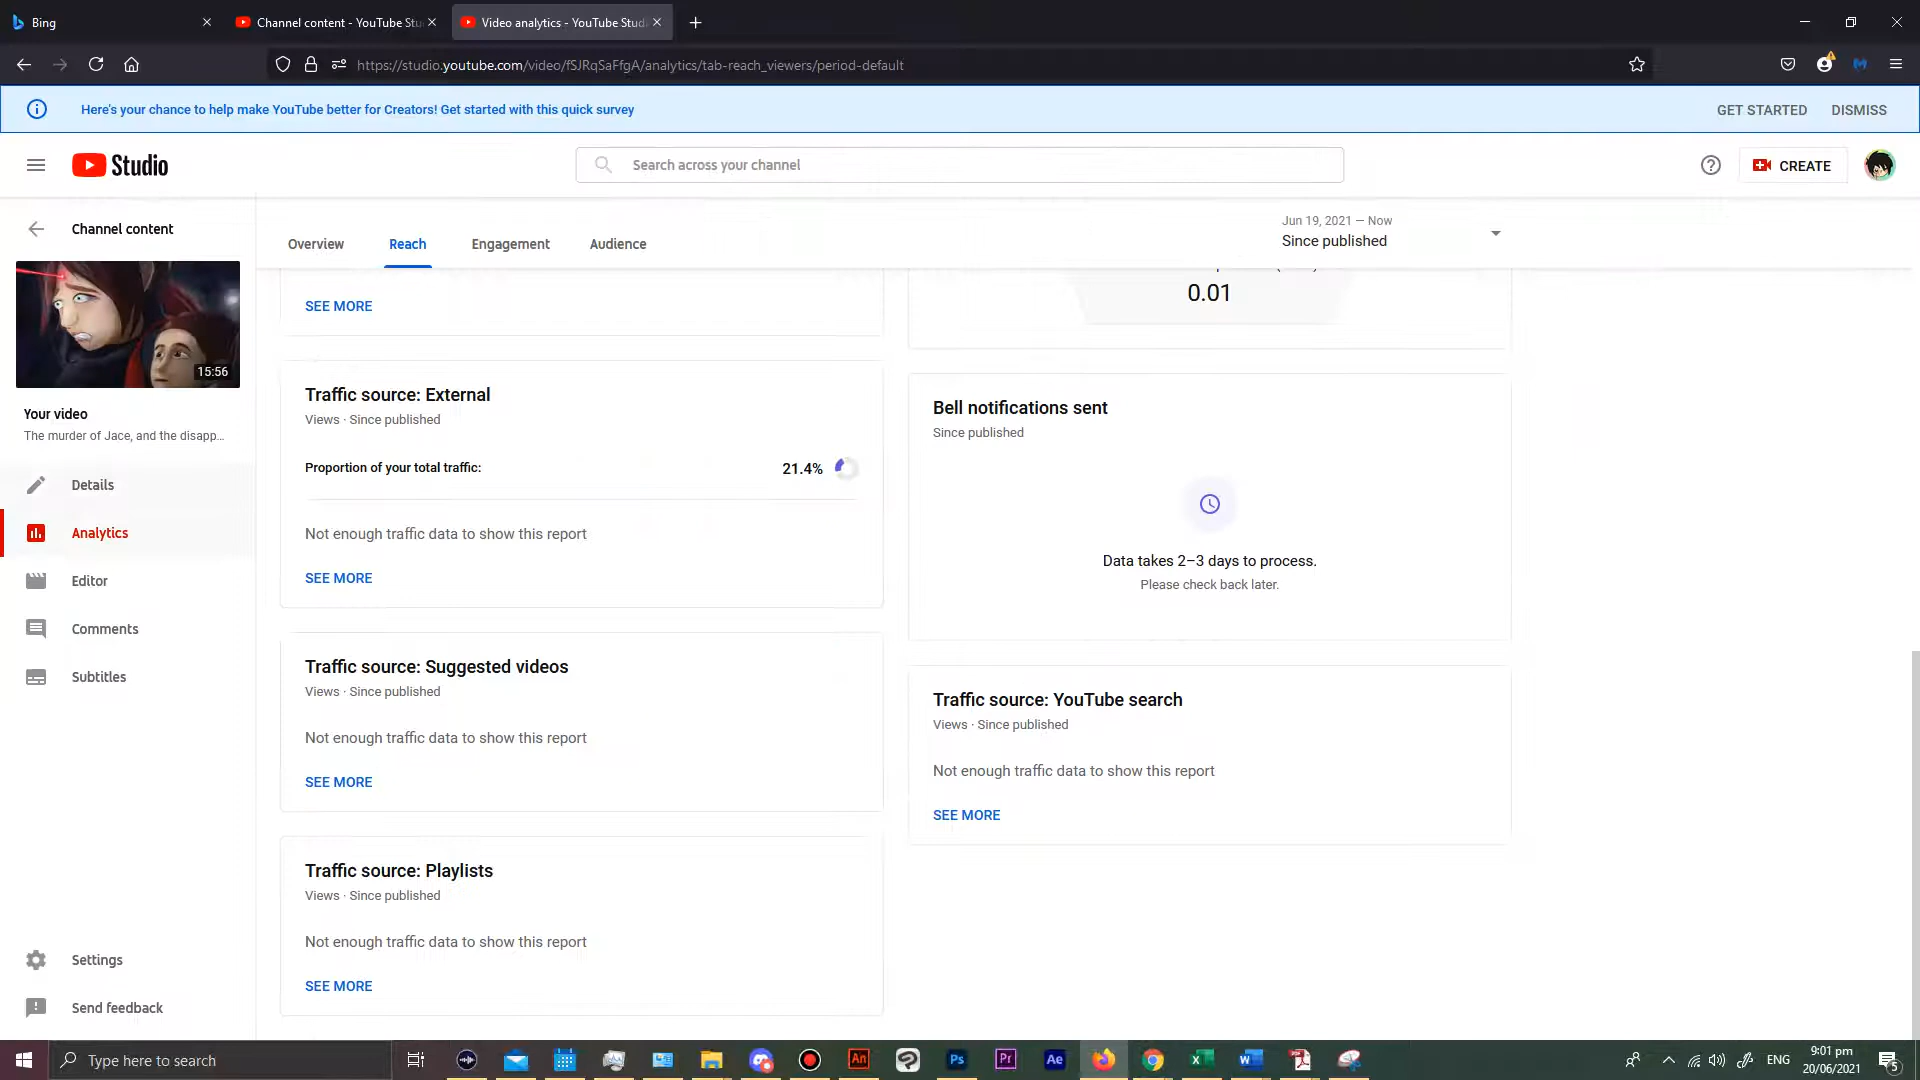 Bing
Channel content - YouTube Stu
Video analytics - YouTube Stud
https://studio.youtube.com/video/fSJRqSaFfgA/analytics/tab-reach_viewers/period-default
Here's your chance to help make YouTube better for Creators! Get started with this quick survey
GET STARTED
DISMISS
Studio
Search across your channel
CREATE
Channel content
15:56
Your video
The murder of Jace, and the disapp...
Details
Analytics
Editor
Comments
Subtitles
Settings
Send feedback
Overview
Reach
Engagement
Audience
Jun 19, 2021 – Now
Since published
SEE MORE
0.01
Traffic source: External
Views · Since published
Proportion of your total traffic:
21.4%
Not enough traffic data to show this report
SEE MORE
Bell notifications sent
Since published
Data takes 2–3 days to process.
Please check back later.
Traffic source: Suggested videos
Views · Since published
Not enough traffic data to show this report
SEE MORE
Traffic source: YouTube search
Views · Since published
Not enough traffic data to show this report
SEE MORE
Traffic source: Playlists
Views · Since published
Not enough traffic data to show this report
SEE MORE
Type here to search
An
Ps
Pr
Ae
ENG
9:01 pm
20/06/2021
5